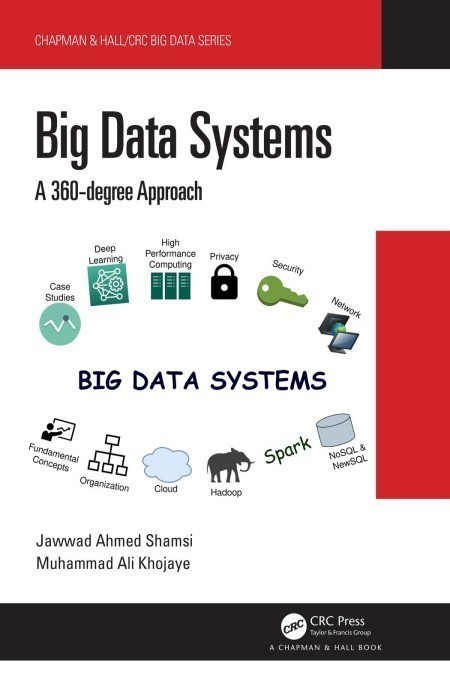 CHAPMAN & HALL/CRC BIG DATA SERIES
Big Data Systems
A 360-degree Approach
Case
Studies
Deep
Learning
High
Performance
Computing
Privacy
Security
Network
BIG DATA SYSTEMS
Fundamental
Concepts
Organization
Cloud
Hadoop
Spark
NoSQL &
NewSQL
Jawwad Ahmed Shamsi
Muhammad Ali Khojaye
CRC
CRC Press
Taylor & Francis Group
A CHAPMAN & HALL BOOK